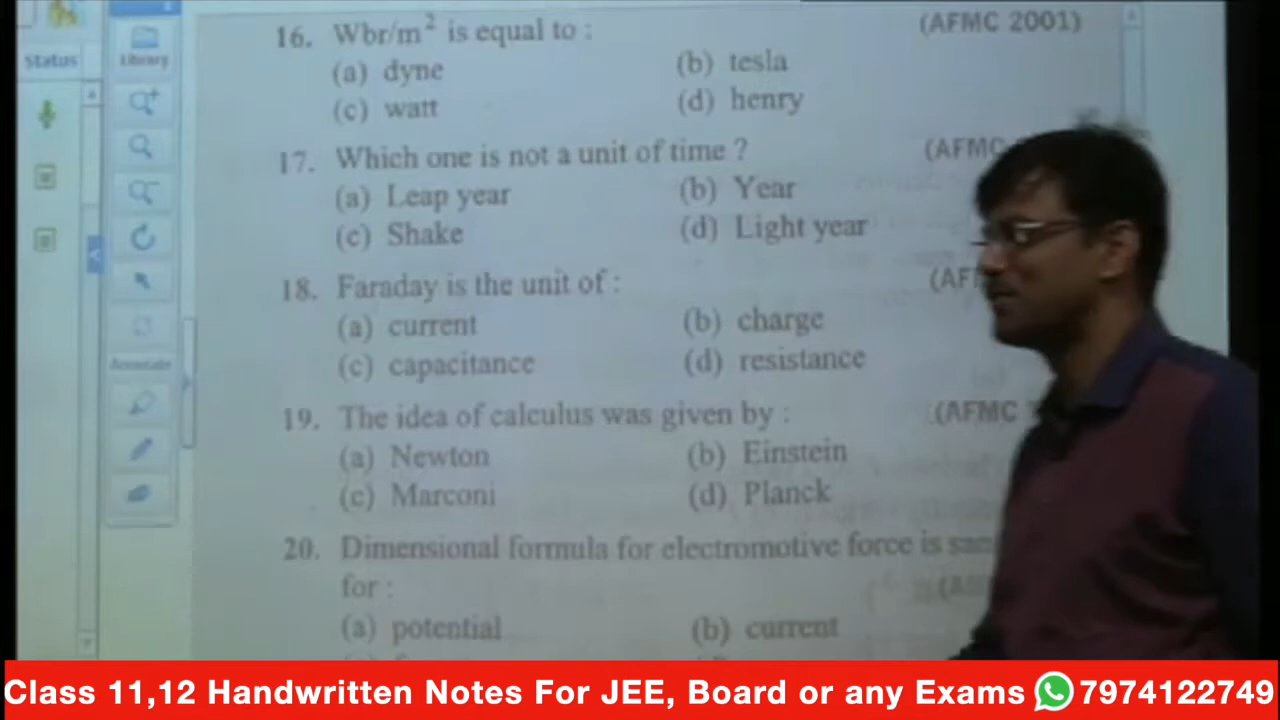 Status
Library
Annotate
16. Wbr/m² is equal to : (AFMC 2001)
(a) dyne (b) tesla
(c) watt (d) henry
17. Which one is not a unit of time ? (AFMC
(a) Leap year (b) Year
(c) Shake (d) Light year
18. Faraday is the unit of : (AF
(a) current (b) charge
(c) capacitance (d) resistance
19. The idea of calculus was given by : (AFMC
(a) Newton (b) Einstein
(c) Marconi (d) Planck
20. Dimensional formula for electromotive force is
for :
(a) potential (b) current
Class 11,12 Handwritten Notes For JEE, Board or any Exams 7974122749